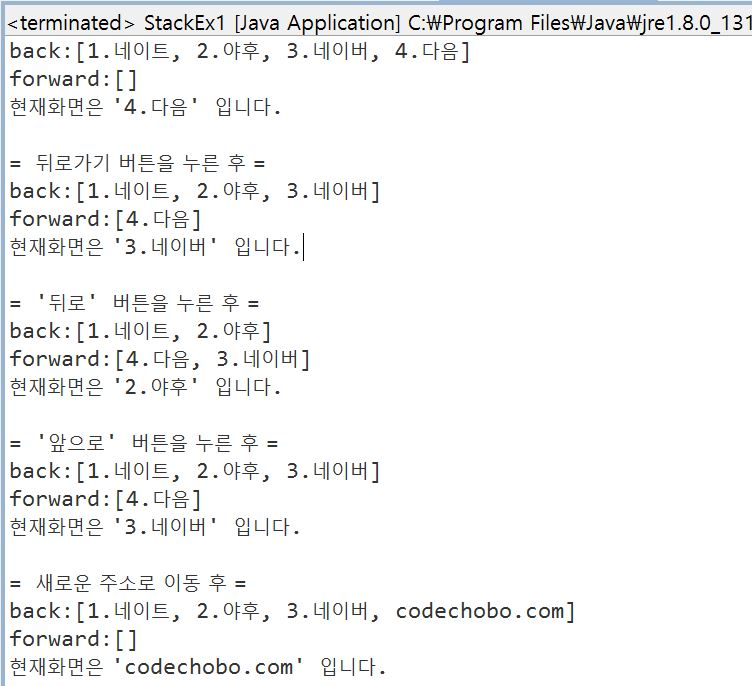 <terminated> StackEx1 [Java Application] C:₩Program Files₩Java₩jre1.8.0_131
back:[1.네이트, 2.야후, 3.네이버, 4.다음]
forward:[]
현재화면은 '4.다음' 입니다.
= 뒤로가기 버튼을 누른 후 =
back:[1.네이트, 2.야후, 3.네이버]
forward:[4.다음]
현재화면은 '3.네이버' 입니다.
= '뒤로' 버튼을 누른 후 =
back:[1.네이트, 2.야후]
forward:[4.다음, 3.네이버]
현재화면은 '2.야후' 입니다.
= '앞으로' 버튼을 누른 후 =
back:[1.네이트, 2.야후, 3.네이버]
forward:[4.다음]
현재화면은 '3.네이버' 입니다.
= 새로운 주소로 이동 후 =
back:[1.네이트, 2.야후, 3.네이버, codechobo.com]
forward:[]
현재화면은 'codechobo.com' 입니다.